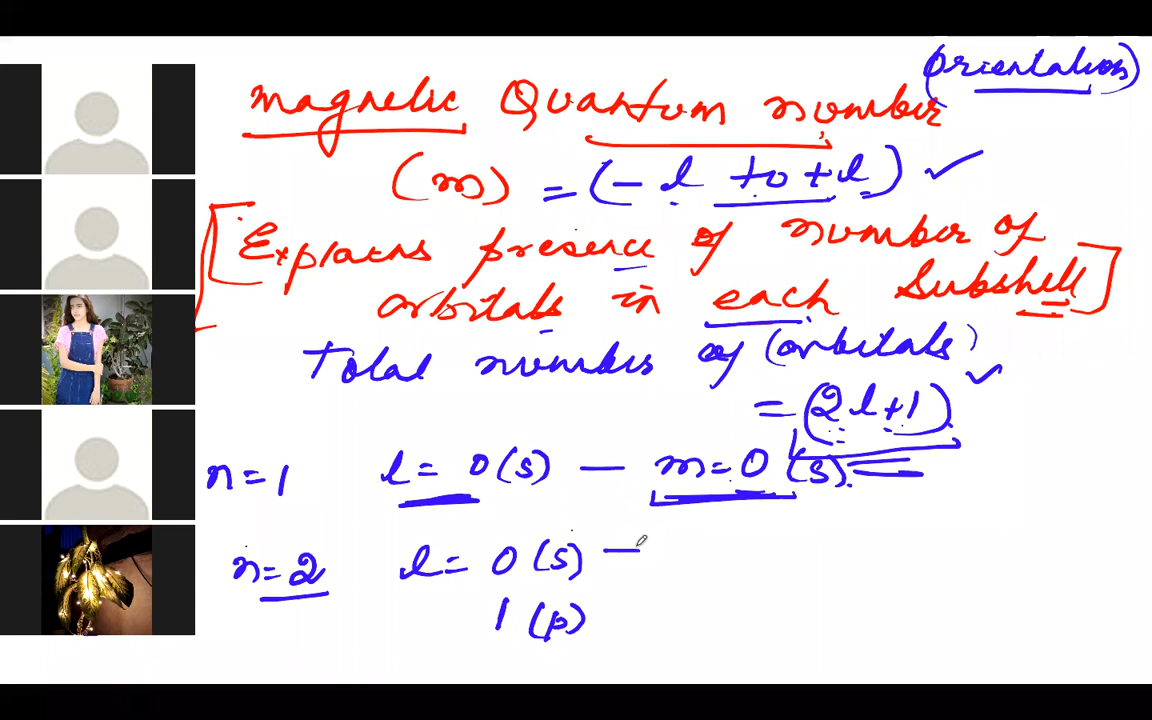 (orientation)
magnetic Quantum number
(m) = (- l to + l) ✓
[Explains presence of number of
orbitals in each Subshell]
Total number of (orbitals)
= (2l+1) ✓
n=1 l= 0(s) — m=0 (s)
n=2 l= 0 (s) —
1 (p)